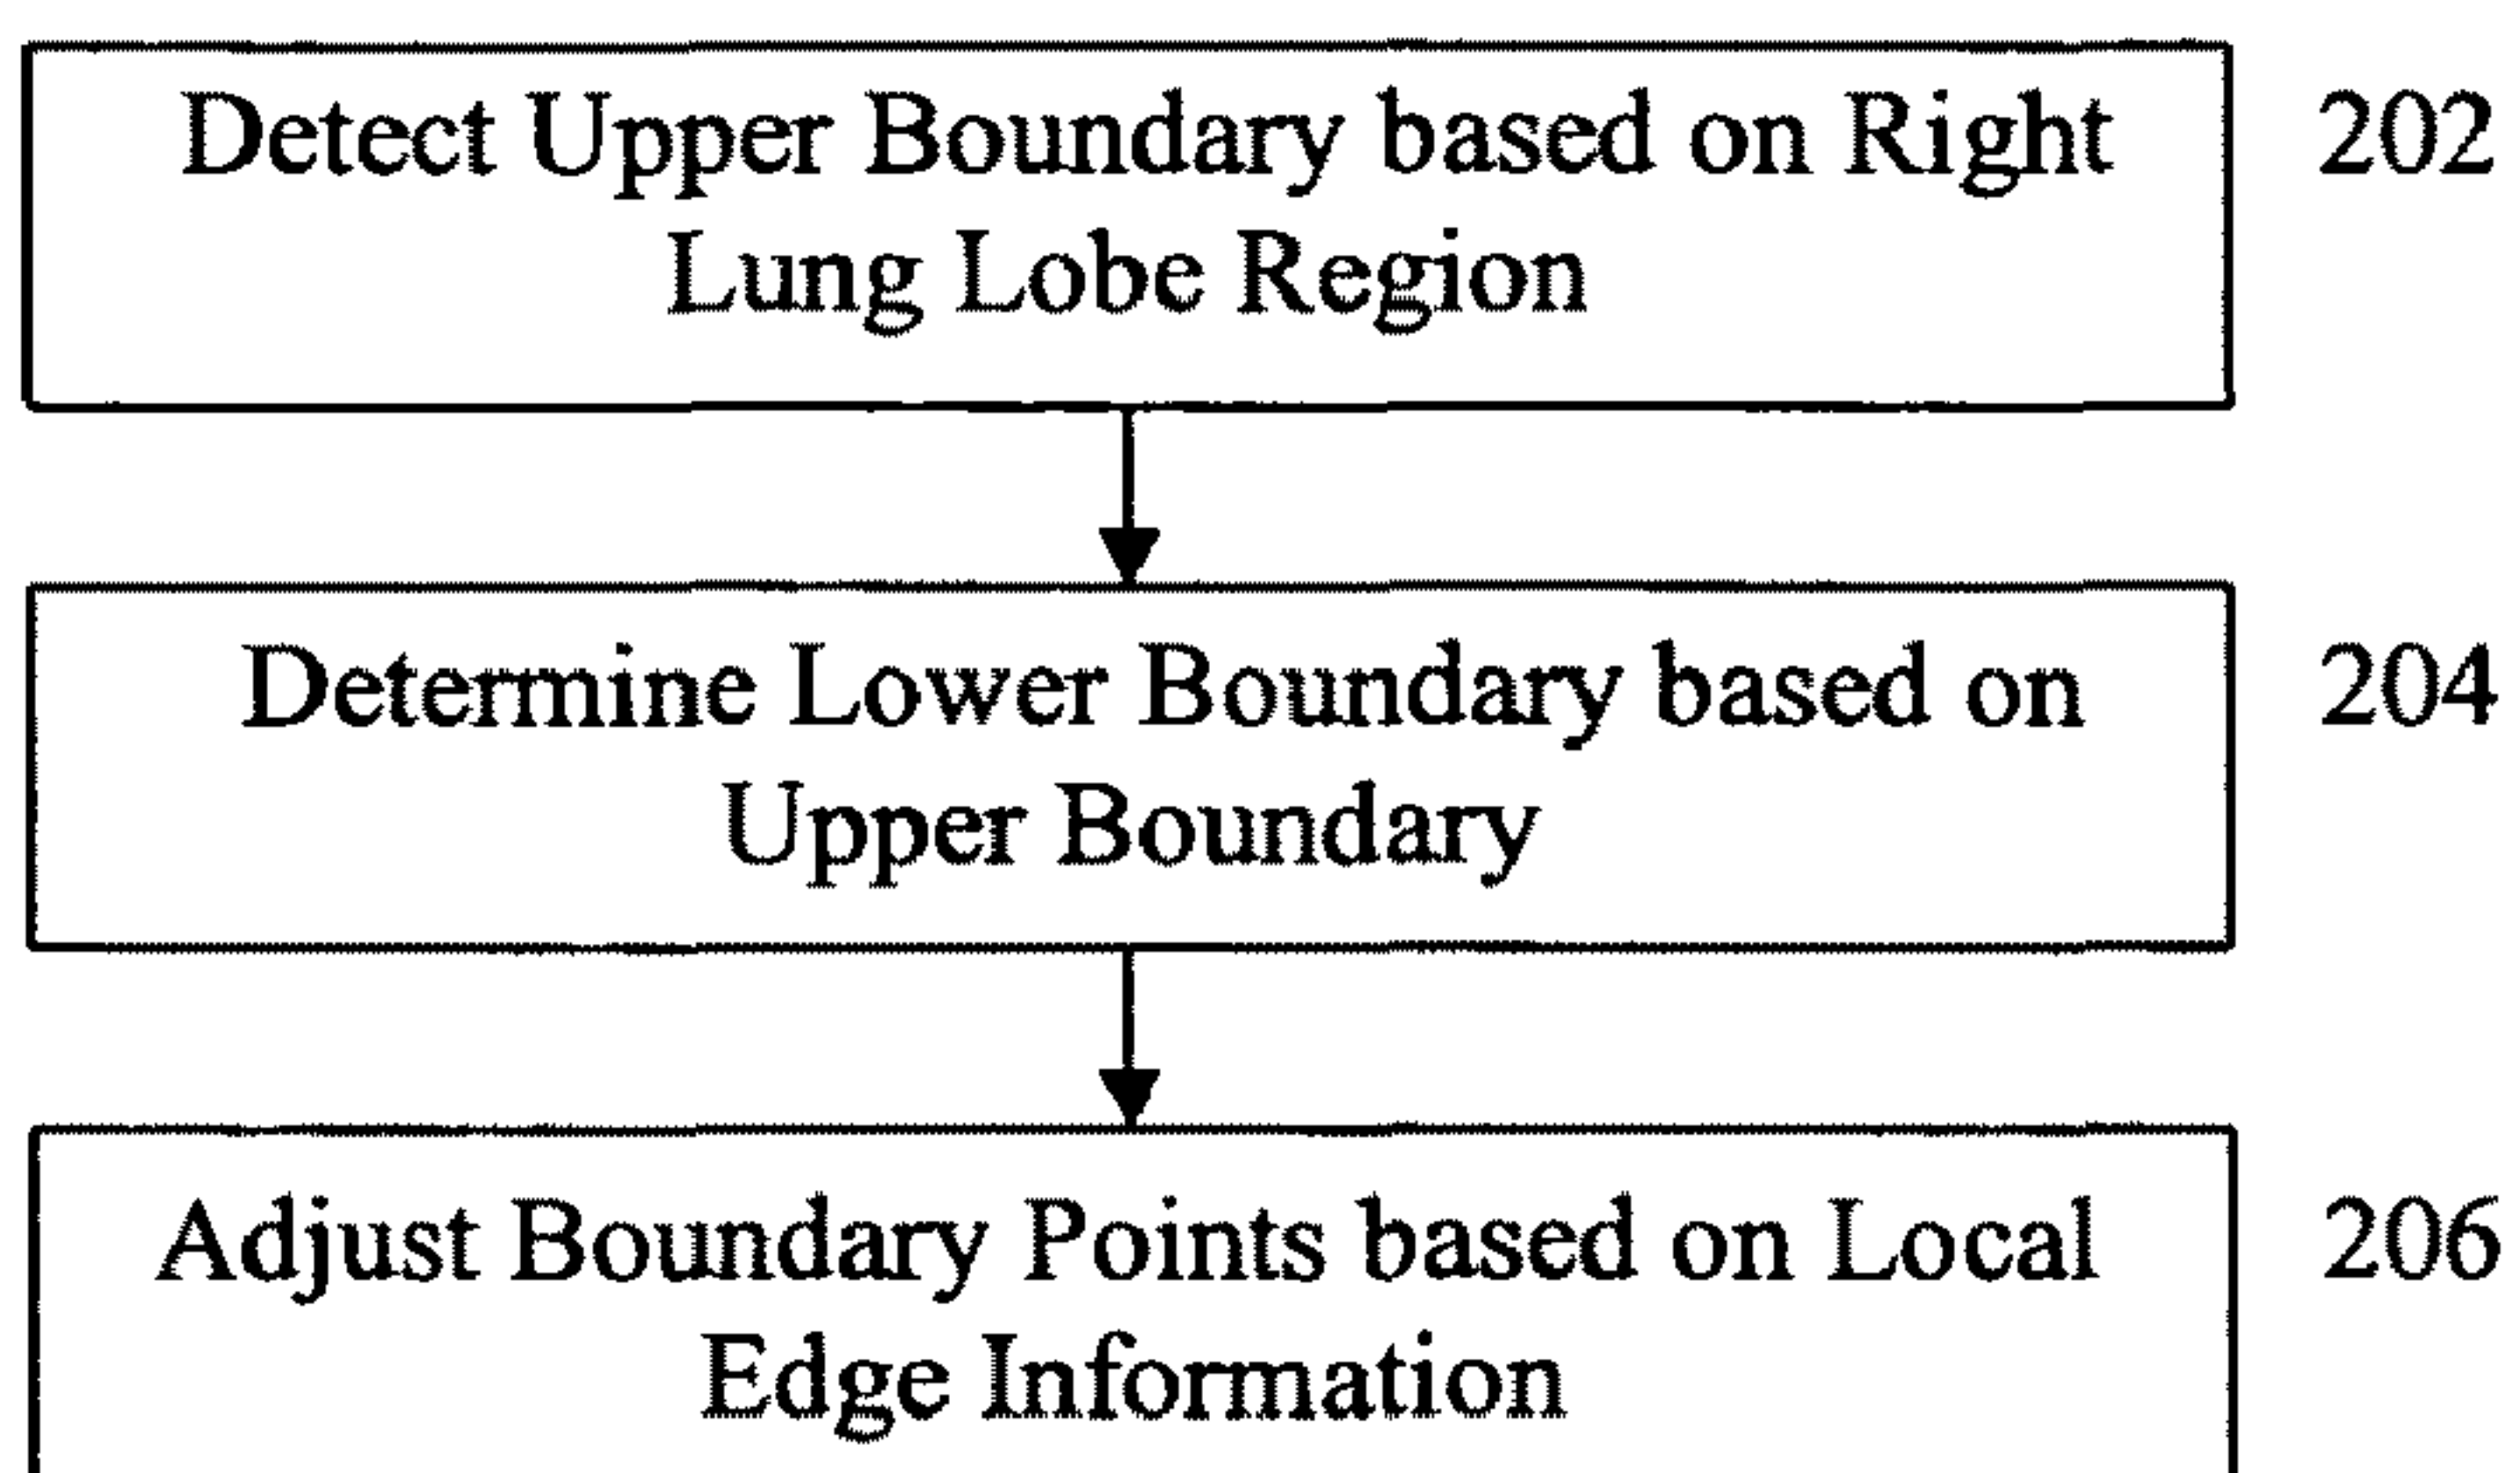 Detect Upper Boundary based on Right 202
Lung Lobe Region
Determine Lower Boundary based on 204
Upper Boundary
Adjust Boundary Points based on Local 206
Edge Information